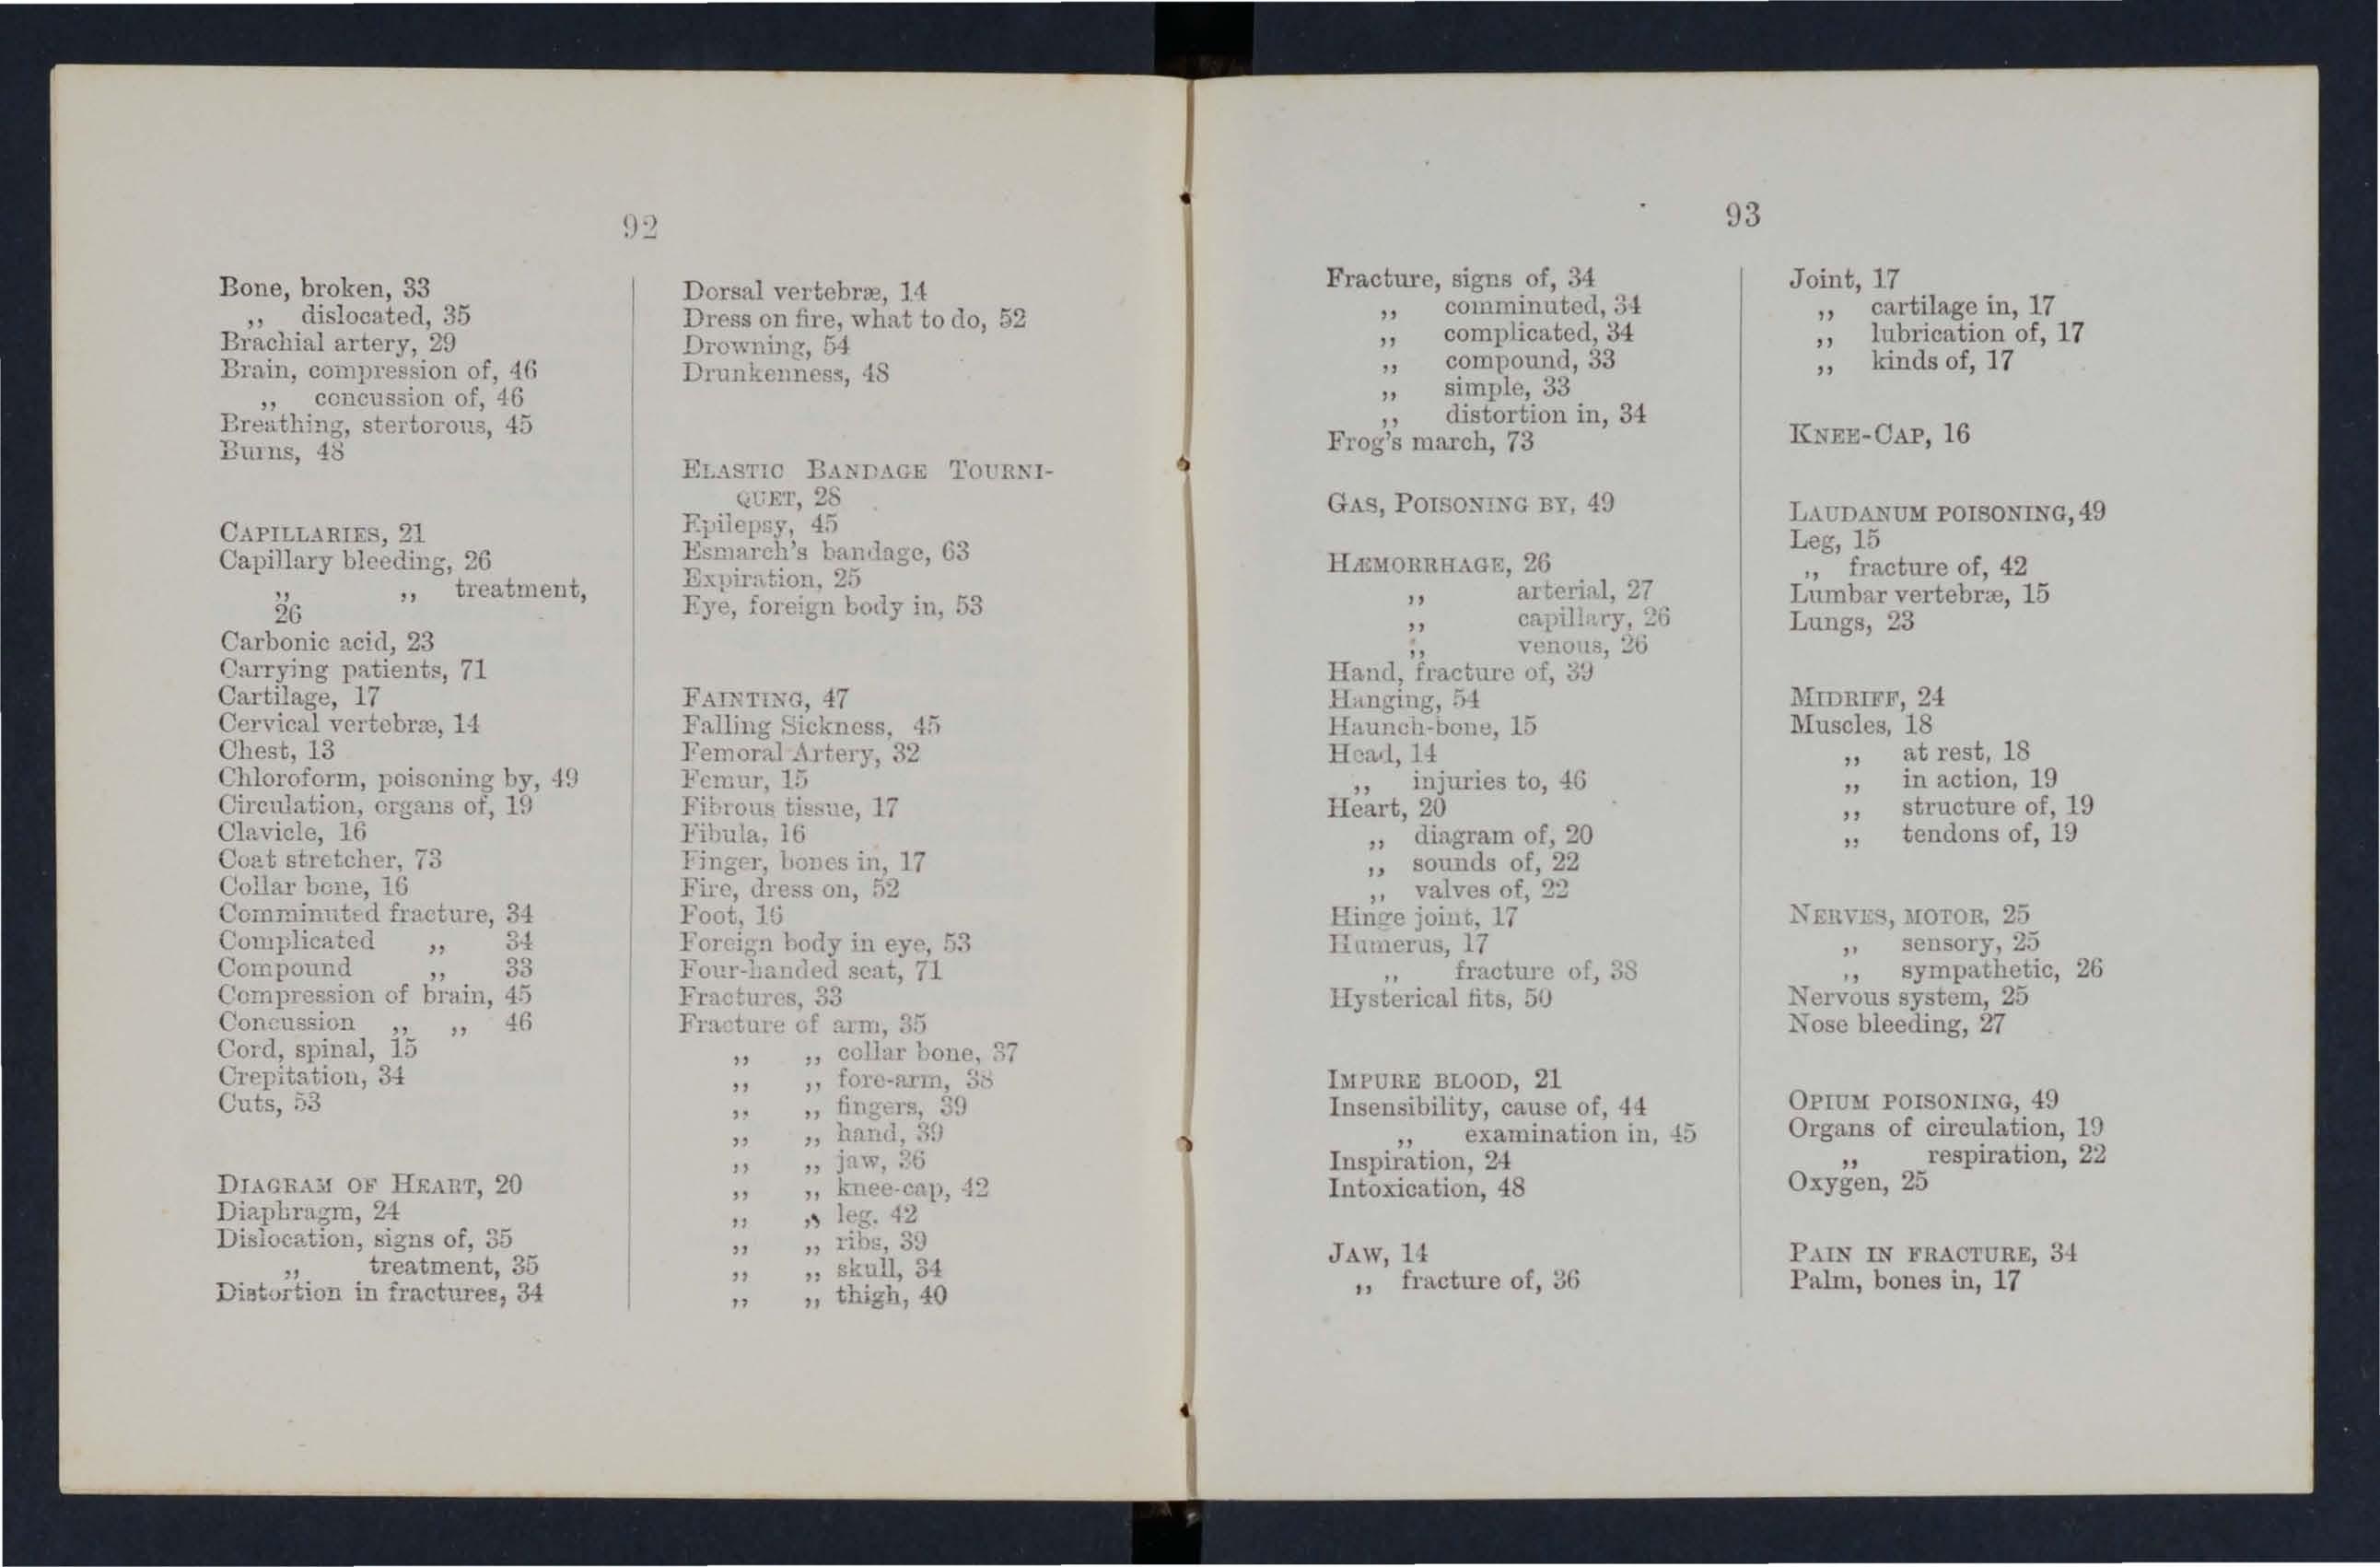 92
Bone, broken, 33
,, dislocated, 35
Brachial artery, 29
Brain, compression of, 46
,, concussion of, 46
Breathing, stertorous, 45
Burns, 48
CAPILLARIES, 21
Capillary bleeding, 26
,, ,, treatment,
26
Carbonic acid, 23
Carrying patients, 71
Cartilage, 17
Cervical vertebræ, 14
Chest, 13
Chloroform, poisoning by, 49
Circulation, organs of, 19
Clavicle, 16
Coat stretcher, 73
Collar bone, 16
Comminuted fracture, 34
Complicated ,, 34
Compound ,, 33
Compression of brain, 45
Concussion ,, ,, 46
Cord, spinal, 15
Crepitation, 34
Cuts, 53
DIAGRAM OF HEART, 20
Diaphragm, 24
Dislocation, signs of, 35
,, treatment, 35
Distortion in fractures, 34
Dorsal vertebræ, 14
Dress on fire, what to do, 52
Drowning, 54
Drunkenness, 48
ELASTIC BANDAGE TOURNI-
QUET, 28
Epilepsy, 45
Esmarch's bandage, 63
Expiration, 25
Eye, foreign body in, 53
FAINTING, 47
Falling Sickness, 45
Femoral Artery, 32
Femur, 15
Fibrous tissue, 17
Fibula, 16
Finger, bones in, 17
Fire, dress on, 52
Foot, 16
Foreign body in eye, 53
Four-handed seat, 71
Fractures, 33
Fracture of arm, 35
,, ,, collar bone, 37
,, ,, fore-arm, 38
,, ,, fingers, 39
,, ,, hand, 39
,, ,, jaw, 36
,, ,, knee-cap, 42
,, ,, leg. 42
,, ,, ribs, 39
,, ,, skull, 34
,, ,, thigh, 40
93
Fracture, signs of, 34
,, comminuted, 34
,, complicated, 34
,, compound, 33
,, simple, 33
,, distortion in, 34
Frog's march, 73
GAS, POISONING BY, 49
HÆMORRHAGE, 26
,, arterial, 27
,, capillary, 26
,, venous, 26
Hand, fracture of, 39
Hanging, 54
Haunch-bone, 15
Head, 14
,, injuries to, 46
Heart, 20
,, diagram of, 20
,, sounds of, 22
,, valves of, 22
Hinge joint, 17
Humerus, 17
,, fracture of, 38
Hysterical fits, 50
IMPURE BLOOD, 21
Insensibility, cause of, 44
,, examination in, 45
Inspiration, 24
Intoxication, 48
JAW, 14
,, fracture of, 36
Joint, 17
,, cartilage in, 17
,, lubrication of, 17
,, kinds of, 17
KNEE-CAP, 16
LAUDANUM POISONING, 49
Leg, 15
,, fracture of, 42
Lumbar vertebræ, 15
Lungs, 23
MIDRIFF, 24
Muscles, 18
,, at rest, 18
,, in action, 19
,, structure of, 19
,, tendons of, 19
NERVES, MOTOR, 25
,, sensory, 25
,, sympathetic, 26
Nervous system, 25
Nose bleeding, 27
OPIUM POISONING, 49
Organs of circulation, 19
,, respiration, 22
Oxygen, 25
PAIN IN FRACTURE, 34
Palm, bones in, 17